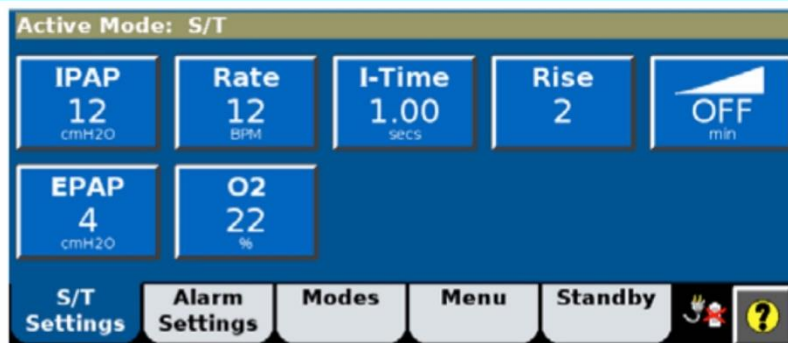 Active Mode: S/T
IPAP
12
cmH2O
Rate
12
BPM
I-Time
1.00
secs
Rise
2
OFF
min
EPAP
4
cmH2O
O2
22
%
S/T
Settings
Alarm
Settings
Modes
Menu
Standby
?